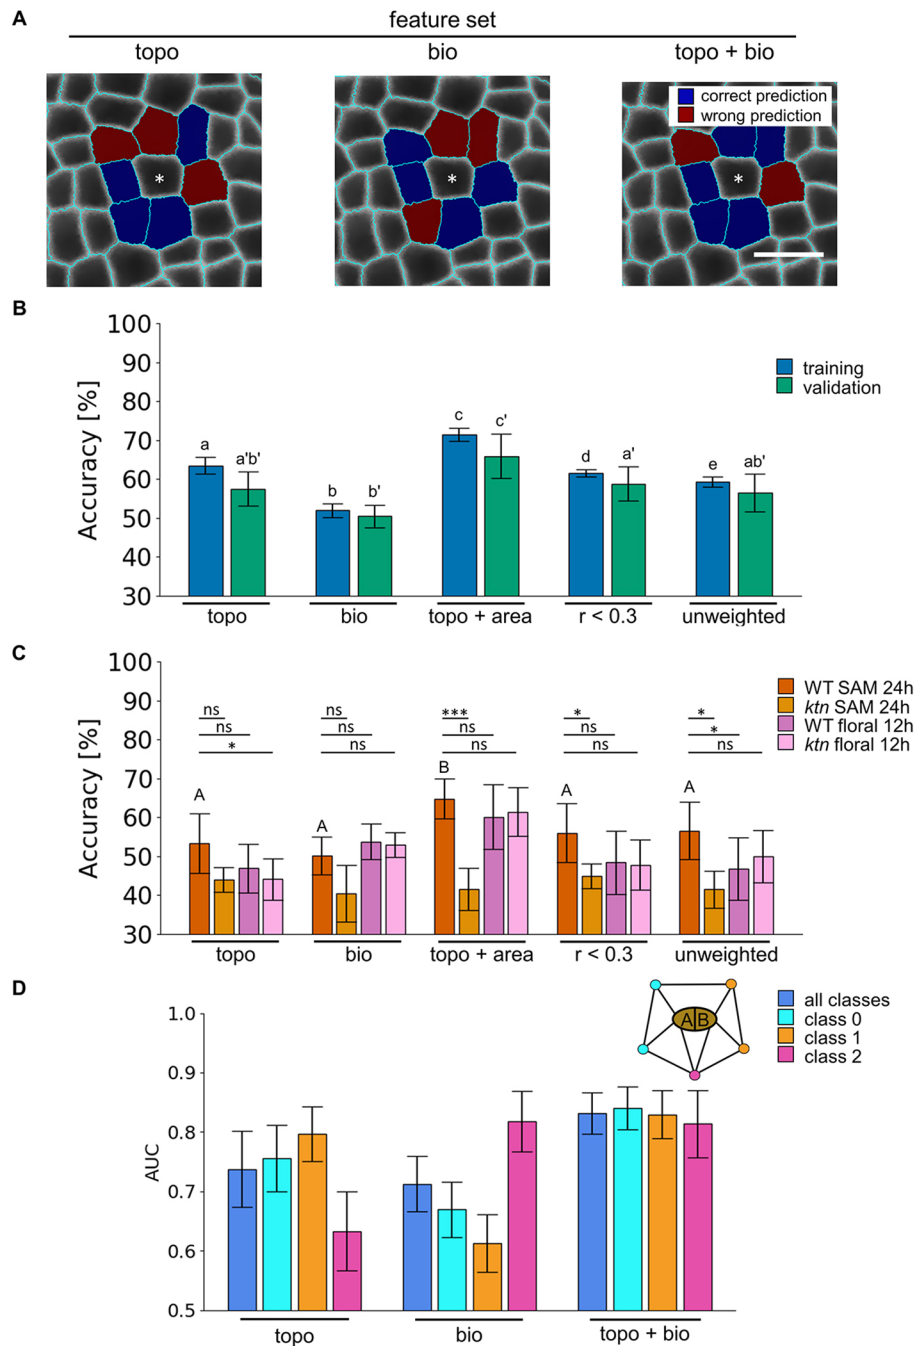 A
feature set
topo bio topo + bio
correct prediction
wrong prediction
* * *
B
Accuracy [%]
100
90
80
70
60
50
40
30
a a'b' b b' c c' d a' e ab'
training
validation
topo bio topo + area r < 0.3 unweighted
C
Accuracy [%]
100
90
80
70
60
50
40
30
ns ns *
ns ns ns
*** ns ns
* ns ns
* * ns
A A B A A
WT SAM 24h
ktn SAM 24h
WT floral 12h
ktn floral 12h
topo bio topo + area r < 0.3 unweighted
D
AUC
1.0
0.9
0.8
0.7
0.6
0.5
A B
all classes
class 0
class 1
class 2
topo bio topo + bio